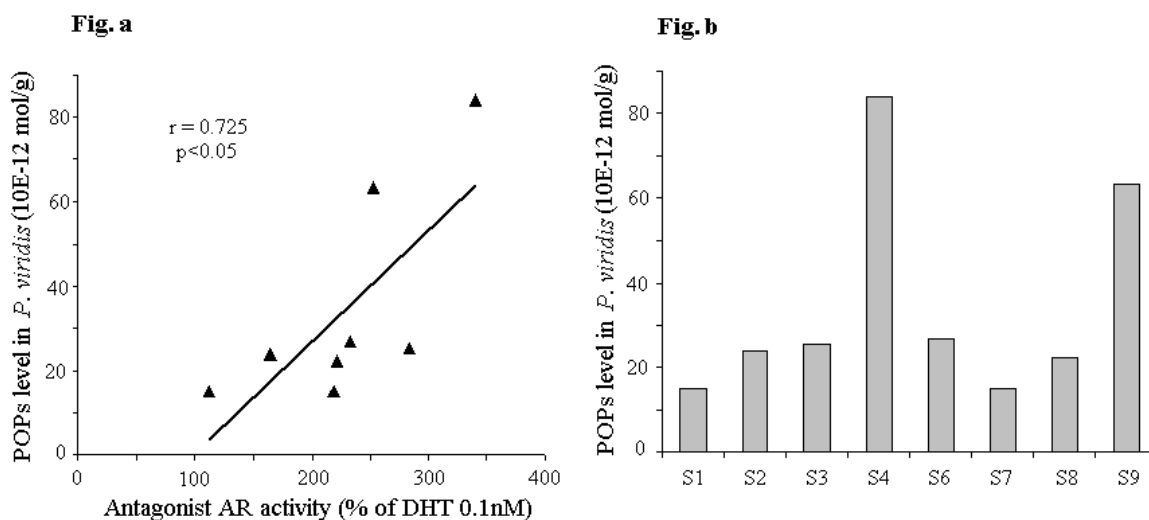 Fig. a
POPs level in P. viridis (10E-12 mol/g)
80
60
40
20
0
r = 0.725
p<0.05
0 100 200 300 400
Antagonist AR activity (% of DHT 0.1nM)
Fig. b
POPs level in P. viridis (10E-12 mol/g)
80
60
40
20
0
S1 S2 S3 S4 S6 S7 S8 S9